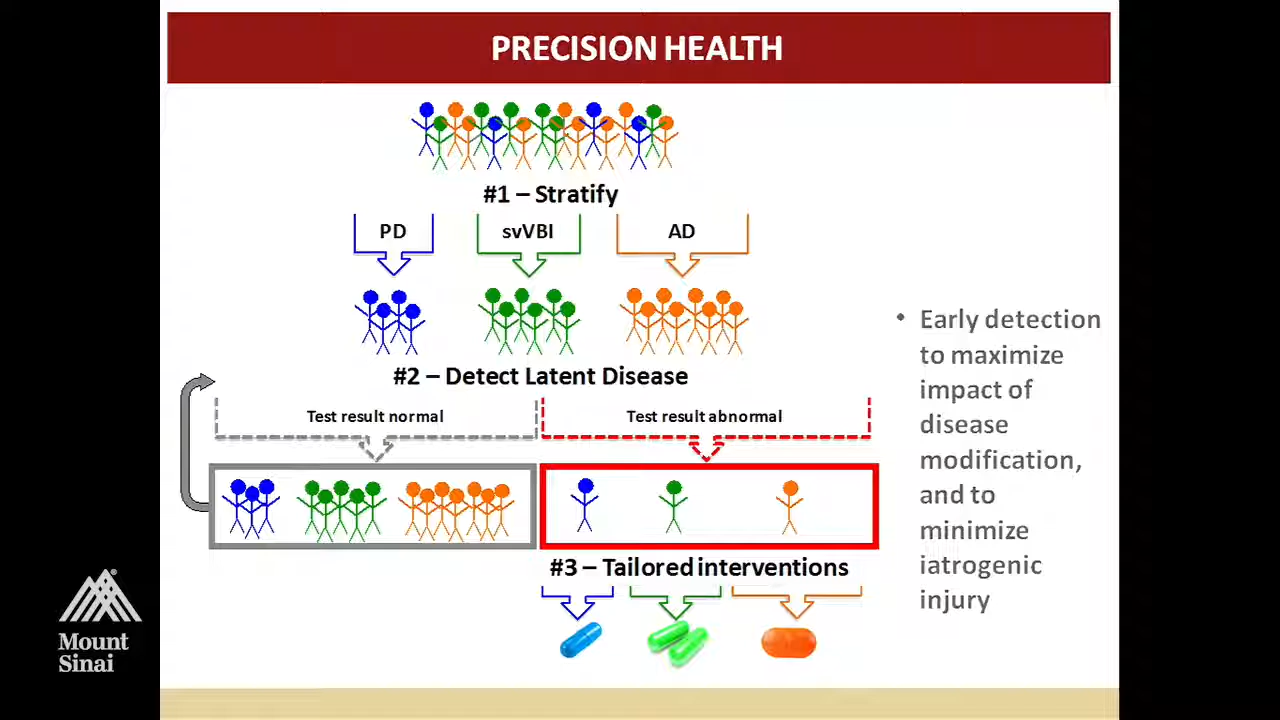 PRECISION HEALTH
#1 – Stratify
PD
svVBI
AD
#2 – Detect Latent Disease
Test result normal
Test result abnormal
#3 – Tailored interventions
• Early detection
to maximize
impact of
disease
modification,
and to
minimize
iatrogenic
injury
Mount
Sinai